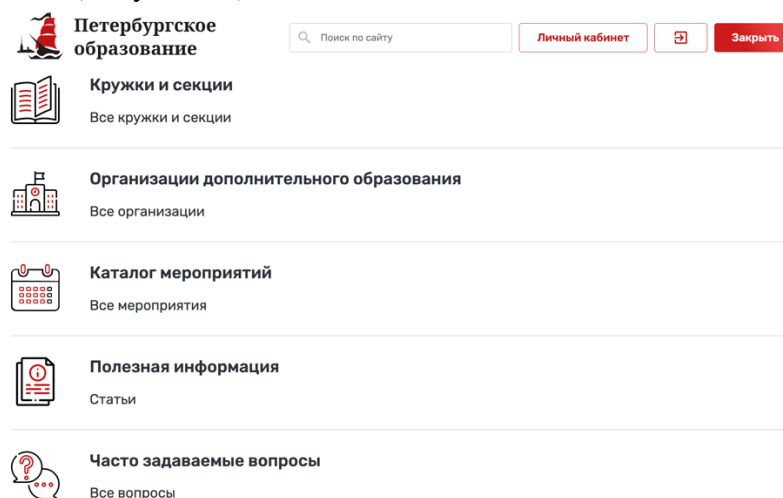 Петербургское
образование
Поиск по сайту
Личный кабинет
Закрыть
Кружки и секции
Все кружки и секции
Организации дополнительного образования
Все организации
Каталог мероприятий
Все мероприятия
Полезная информация
Статьи
Часто задаваемые вопросы
Все вопросы